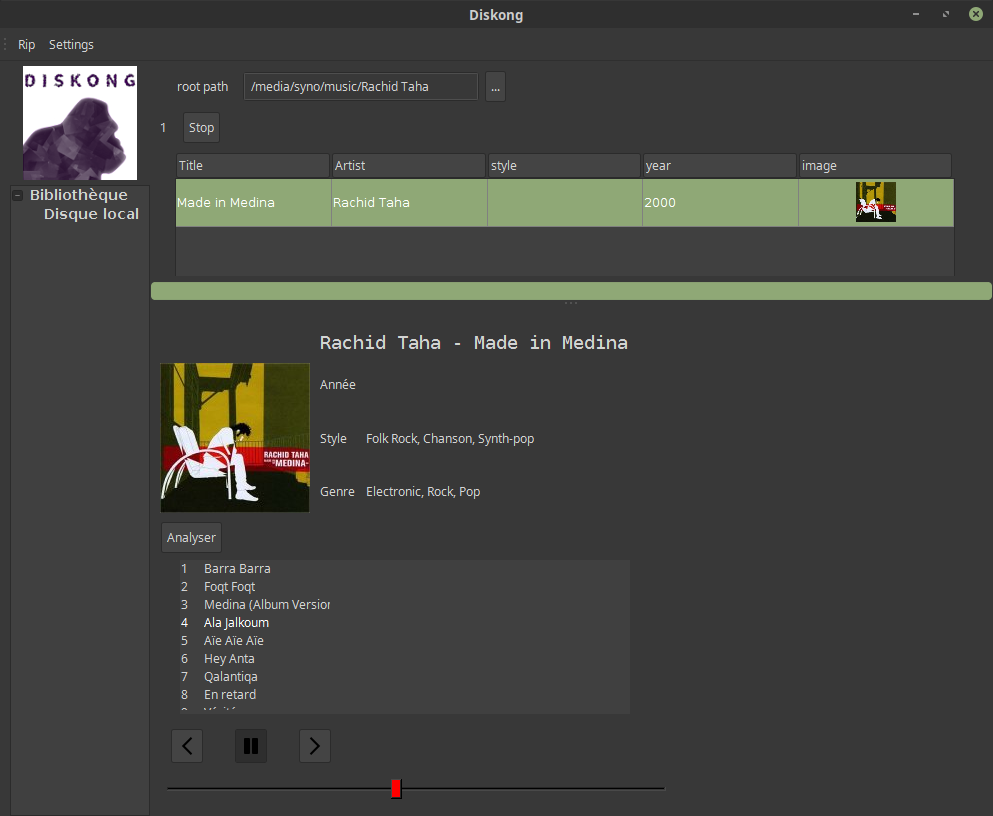 Diskong
Rip Settings
DISKONG
root path /media/syno/music/Rachid Taha ...
1 Stop
Bibliothèque
Disque local
Title Artist style year image
Made in Medina Rachid Taha 2000
Rachid Taha - Made in Medina
Année
Style Folk Rock, Chanson, Synth-pop
Genre Electronic, Rock, Pop
RACHID TAHA
MEDINA-
Analyser
1 Barra Barra
2 Foqt Foqt
3 Medina (Album Version
4 Ala Jalkoum
5 Aïe Aïe Aïe
6 Hey Anta
7 Qalantiqa
8 En retard